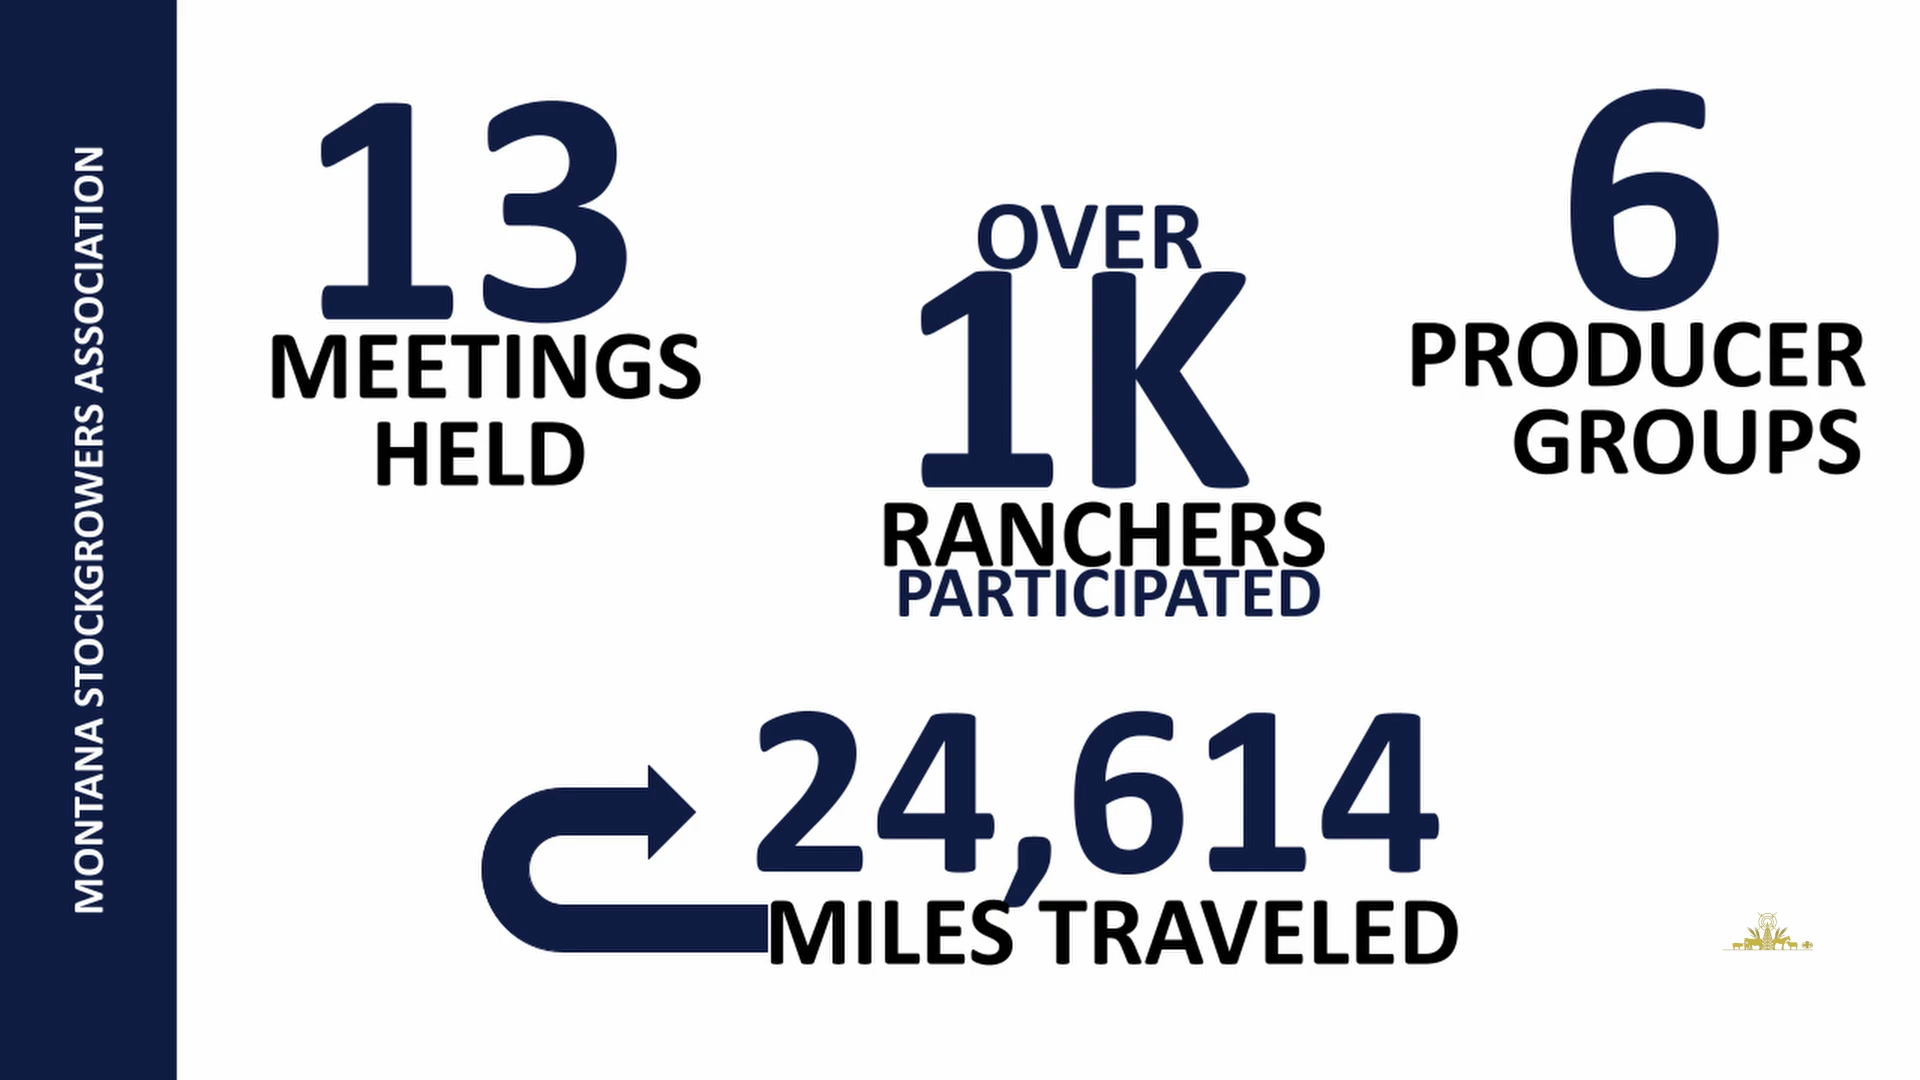 MONTANA STOCKGROWERS ASSOCIATION
13
MEETINGS
HELD
OVER
1K
RANCHERS
PARTICIPATED
6
PRODUCER
GROUPS
24,614
MILES TRAVELED